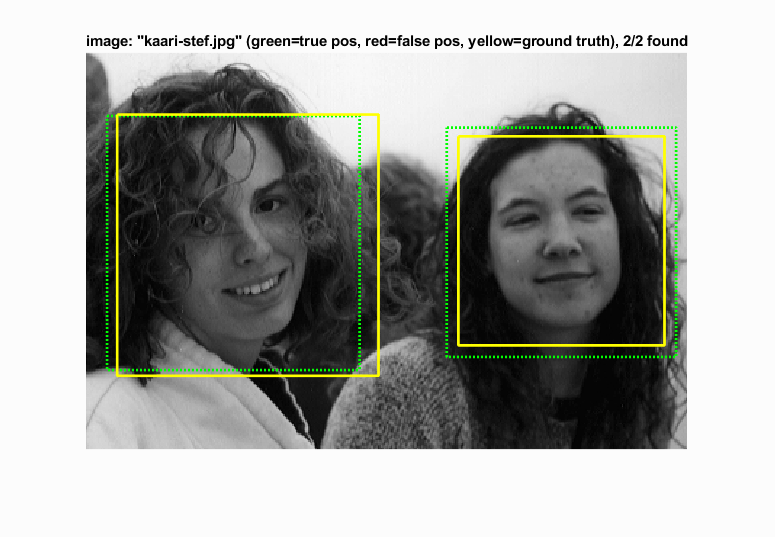 image: "kaari-stef.jpg" (green=true pos, red=false pos, yellow=ground truth), 2/2 found